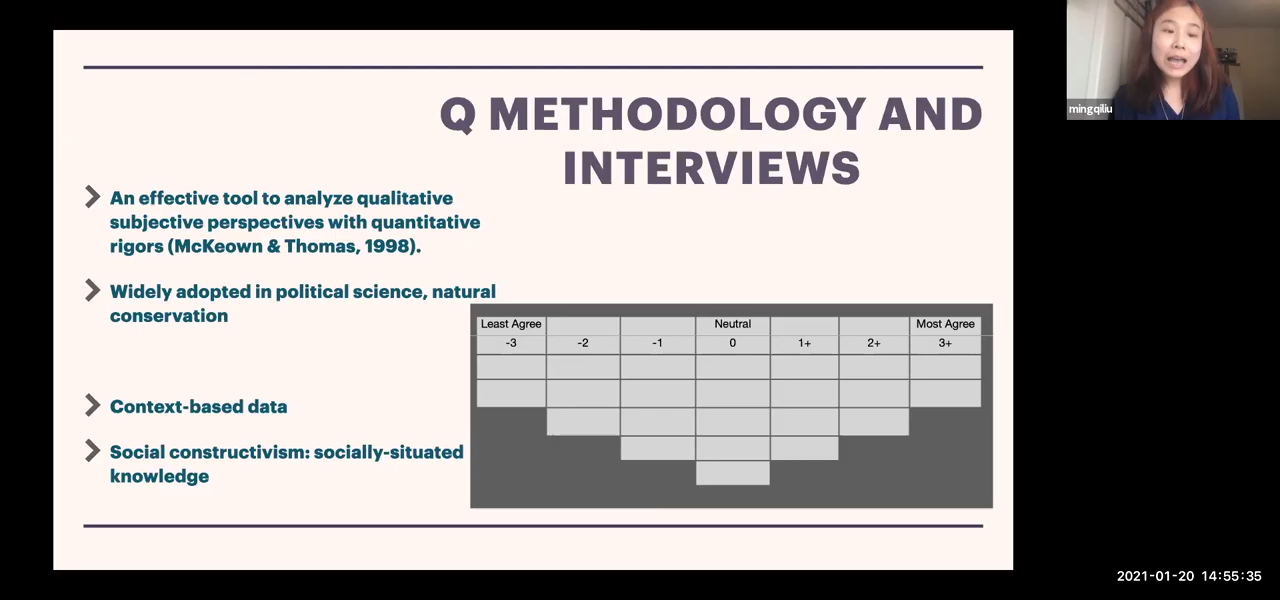 Q METHODOLOGY AND
INTERVIEWS
An effective tool to analyze qualitative
subjective perspectives with quantitative
rigors (McKeown & Thomas, 1998).
Widely adopted in political science, natural
conservation
Context-based data
Social constructivism: socially-situated
knowledge
Least Agree Neutral Most Agree
-3 -2 -1 0 1+ 2+ 3+
mingqiliu
2021-01-20 14:55:35